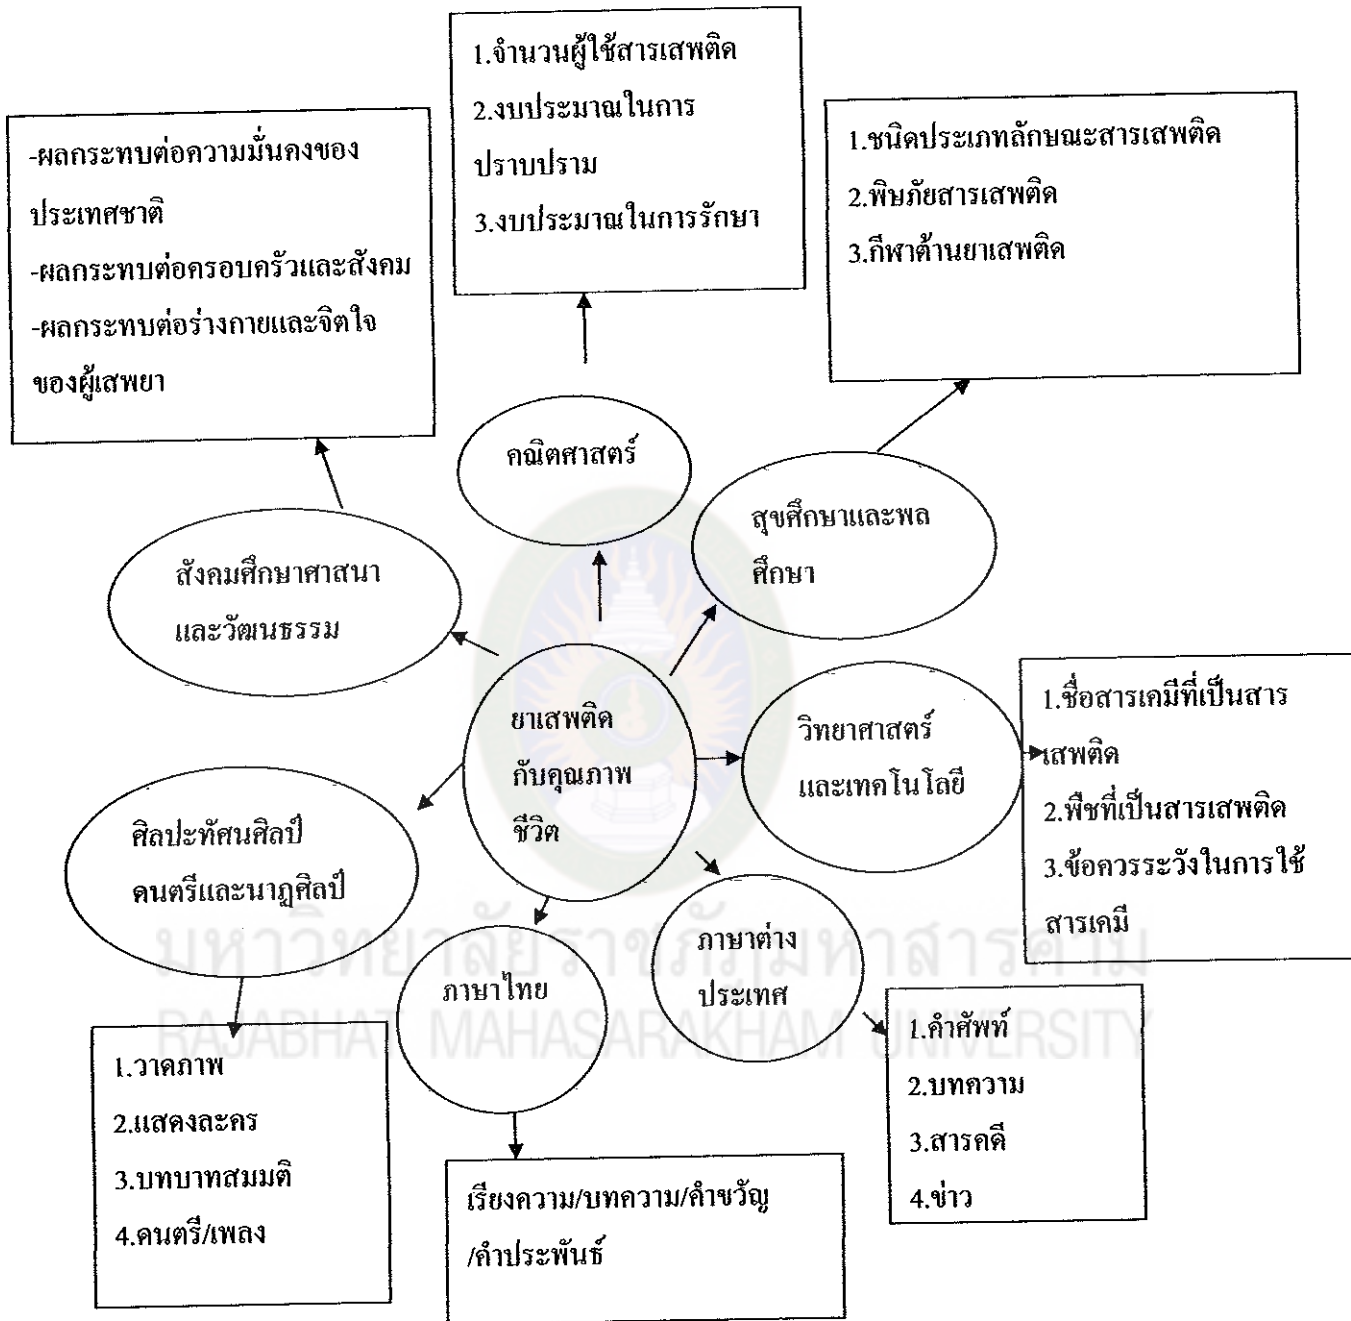 1.จำนวนผู้ใช้สารเสพติด
2.งบประมาณในการ
ปราบปราม
3.งบประมาณในการรักษา
-ผลกระทบต่อความมั่นคงของ
ประเทศชาติ
-ผลกระทบต่อครอบครัวและสังคม
-ผลกระทบต่อร่างกายและจิตใจ
ของผู้เสพยา
1.ชนิดประเภทลักษณะสารเสพติด
2.พิษภัยสารเสพติด
3.กีฬาต้านยาเสพติด
คณิตศาสตร์
สุขศึกษาและพล
ศึกษา
สังคมศึกษาศาสนา
และวัฒนธรรม
ยาเสพติด
กับคุณภาพ
ชีวิต
วิทยาศาสตร์
และเทคโนโลยี
1.ชื่อสารเคมีที่เป็นสาร
เสพติด
2.พืชที่เป็นสารเสพติด
3.ข้อควรระวังในการใช้
สารเคมี
ศิลปะทัศนศิลป์
ดนตรีและนาฏศิลป์
ภาษาไทย
ภาษาต่าง
ประเทศ
มหาวิทยาลัยราชภัฏมหาสารคาม
RAJABHAT MAHASARAKHAM UNIVERSITY
1.วาดภาพ
2.แสดงละคร
3.บทบาทสมมติ
4.ดนตรี/เพลง
เรียงความ/บทความ/คำขวัญ
/คำประพันธ์
1.คำศัพท์
2.บทความ
3.สารคดี
4.ข่าว